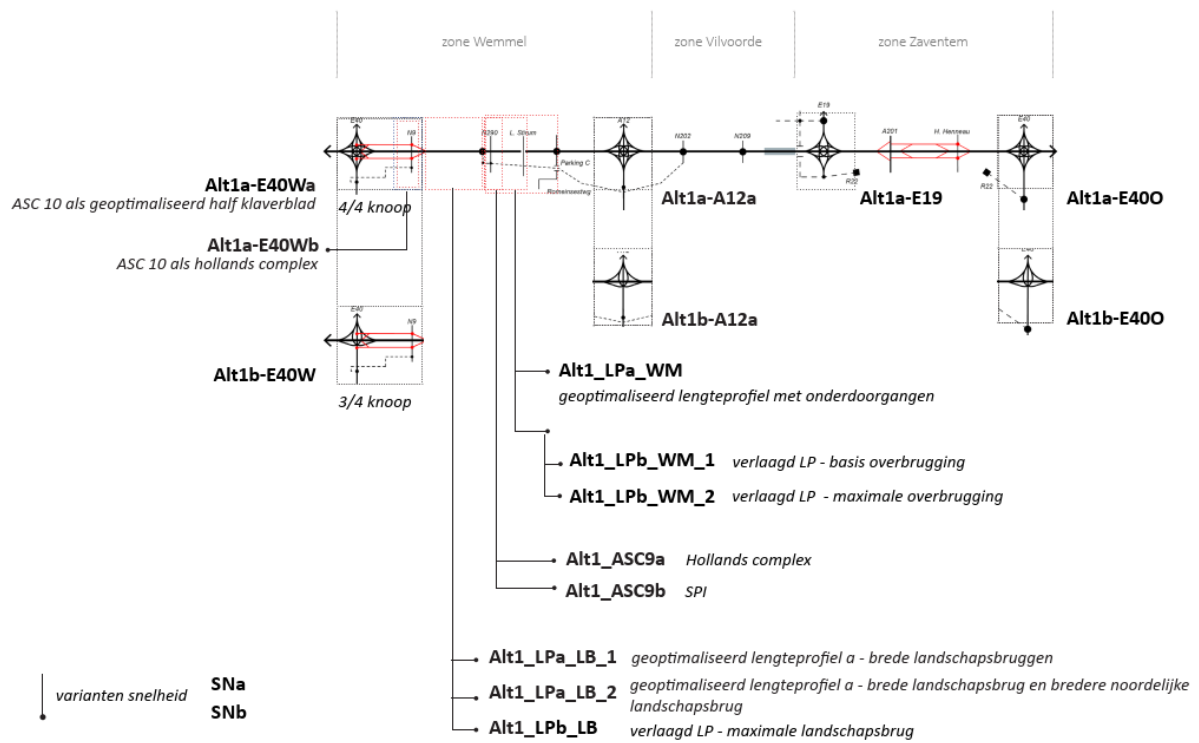 zone Wemmel
zone Vilvoorde
zone Zaventem
E40
N9
N290
L. Sirum
A12
N202
N209
E19
A201
H. Henneau
E40
Parking C
Romeinsesteeg
R22
R22
Alt1a-E40Wa
ASC 10 als geoptimaliseerd half klaverblad
4/4 knoop
Alt1a-A12a
Alt1a-E19
Alt1a-E40O
Alt1a-E40Wb
ASC 10 als hollands complex
E40
N9
Alt1b-A12a
Alt1b-E40O
Alt1b-E40W
3/4 knoop
Alt1_LPa_WM
geoptimaliseerd lengteprofiel met onderdoorgangen
Alt1_LPb_WM_1 verlaagd LP - basis overbrugging
Alt1_LPb_WM_2 verlaagd LP - maximale overbrugging
Alt1_ASC9a Hollands complex
Alt1_ASC9b SPI
Alt1_LPa_LB_1 geoptimaliseerd lengteprofiel a - brede landschapsbruggen
Alt1_LPa_LB_2 geoptimaliseerd lengteprofiel a - brede landschapsbrug en bredere noordelijke
landschapsbrug
Alt1_LPb_LB verlaagd LP - maximale landschapsbrug
varianten snelheid
SNa
SNb